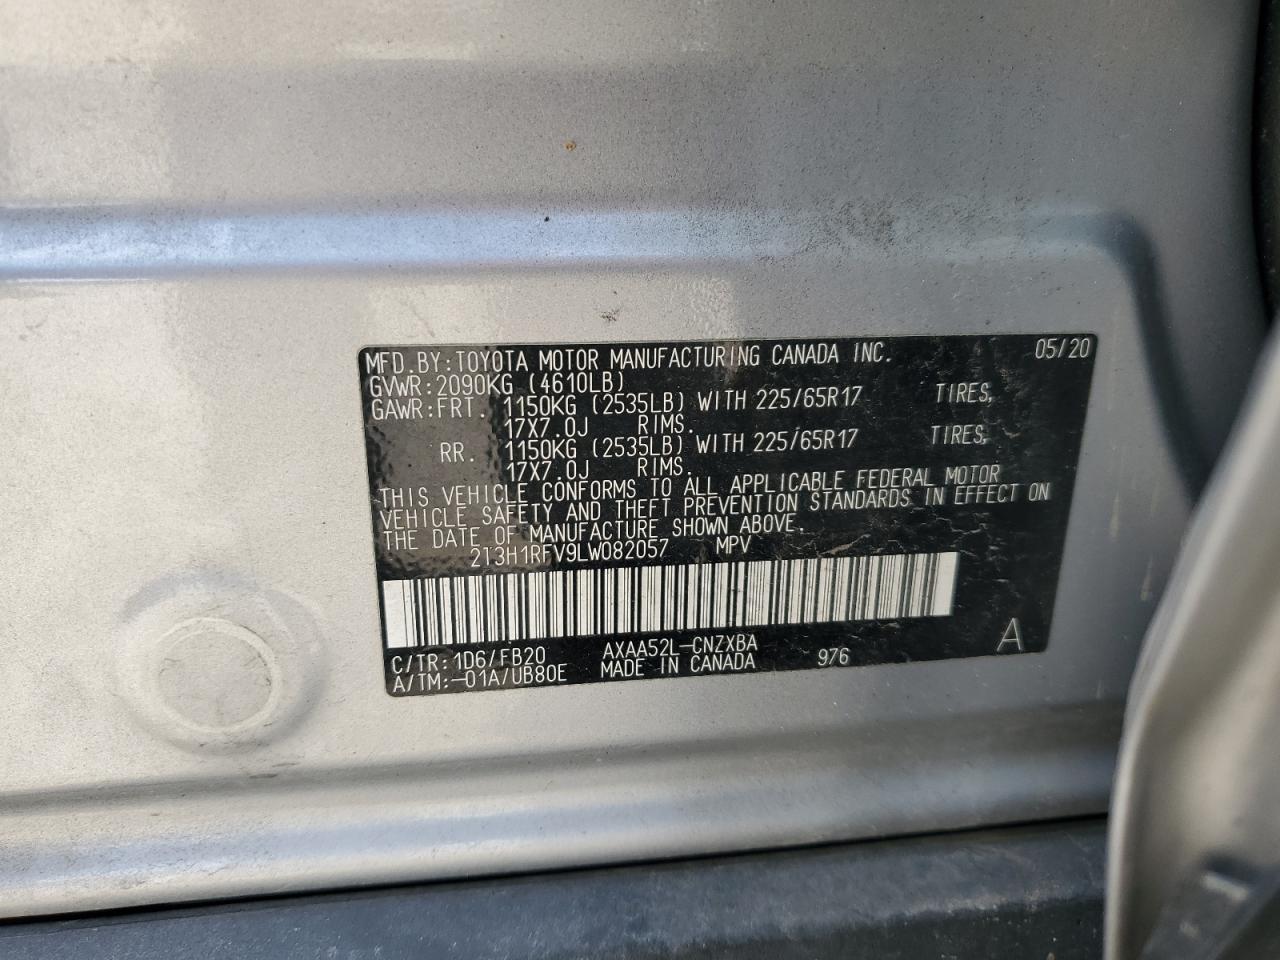 MFD.BY:TOYOTA MOTOR MANUFACTURING CANADA INC. 05/20
GVWR:2090KG (4610LB)
GAWR:FRT. 1150KG (2535LB) WITH 225/65R17 TIRES,
17X7.0J RIMS.
RR. 1150KG (2535LB) WITH 225/65R17 TIRES,
17X7.0J RIMS.
THIS VEHICLE CONFORMS TO ALL APPLICABLE FEDERAL MOTOR
VEHICLE SAFETY AND THEFT PREVENTION STANDARDS IN EFFECT ON
THE DATE OF MANUFACTURE SHOWN ABOVE.
2T3H1RFV9LW082057 MPV
C/TR:1D6/FB20 AXAA52L-CNZXBA A
A/TM:-01A/UB80E MADE IN CANADA 976